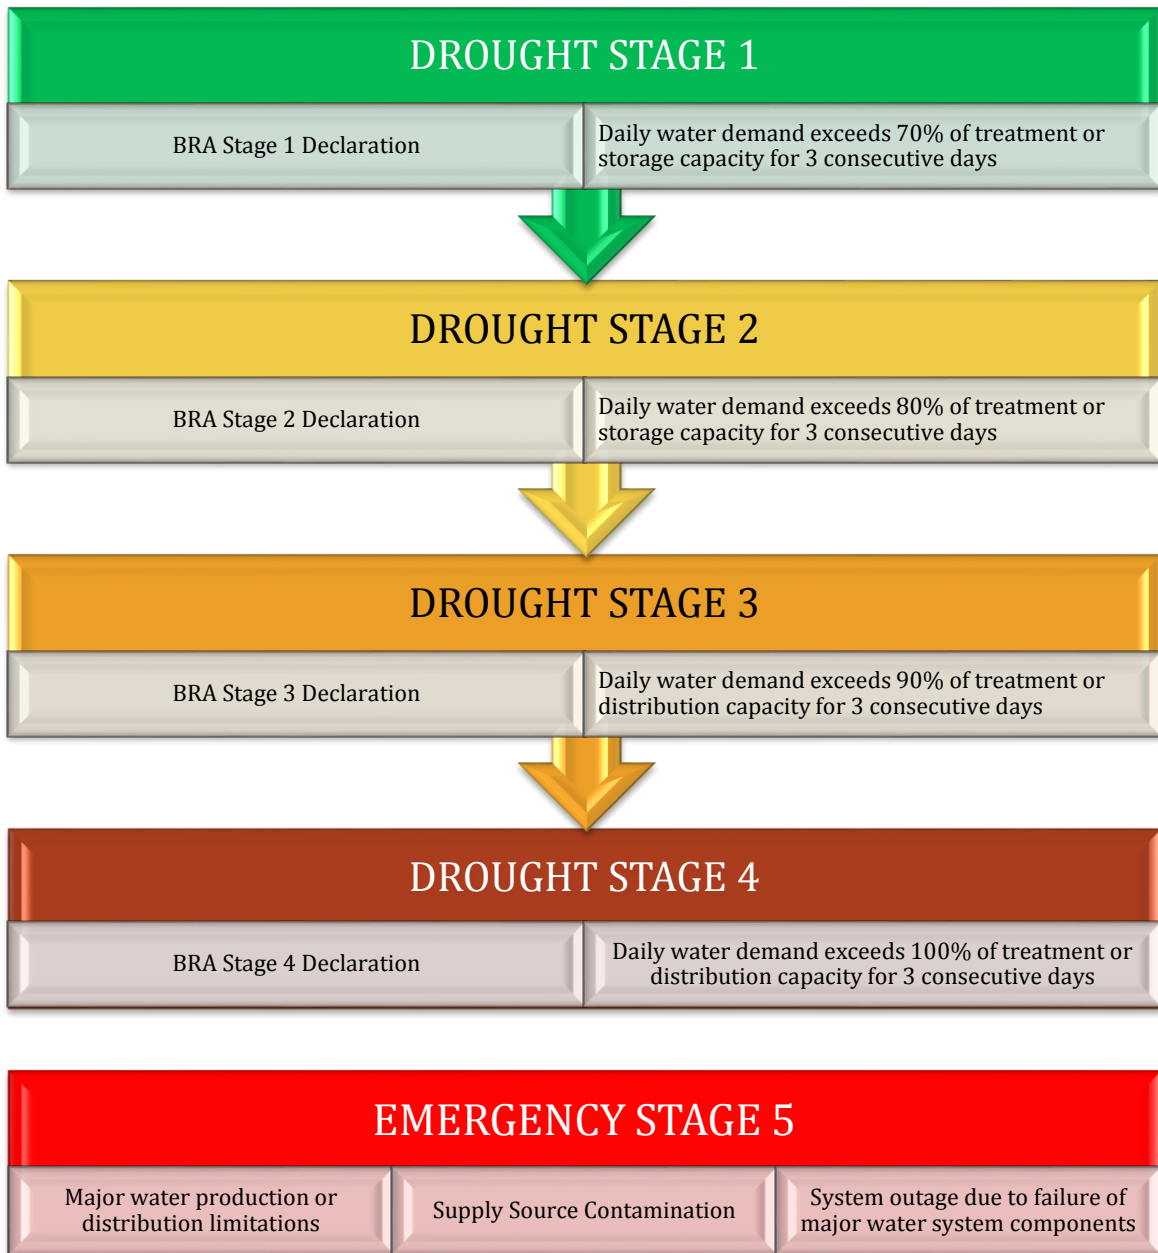 DROUGHT STAGE 1
BRA Stage 1 Declaration
Daily water demand exceeds 70% of treatment or
storage capacity for 3 consecutive days
DROUGHT STAGE 2
BRA Stage 2 Declaration
Daily water demand exceeds 80% of treatment or
storage capacity for 3 consecutive days
DROUGHT STAGE 3
BRA Stage 3 Declaration
Daily water demand exceeds 90% of treatment or
distribution capacity for 3 consecutive days
DROUGHT STAGE 4
BRA Stage 4 Declaration
Daily water demand exceeds 100% of treatment or
distribution capacity for 3 consecutive days
EMERGENCY STAGE 5
Major water production or
distribution limitations
Supply Source Contamination
System outage due to failure of
major water system components